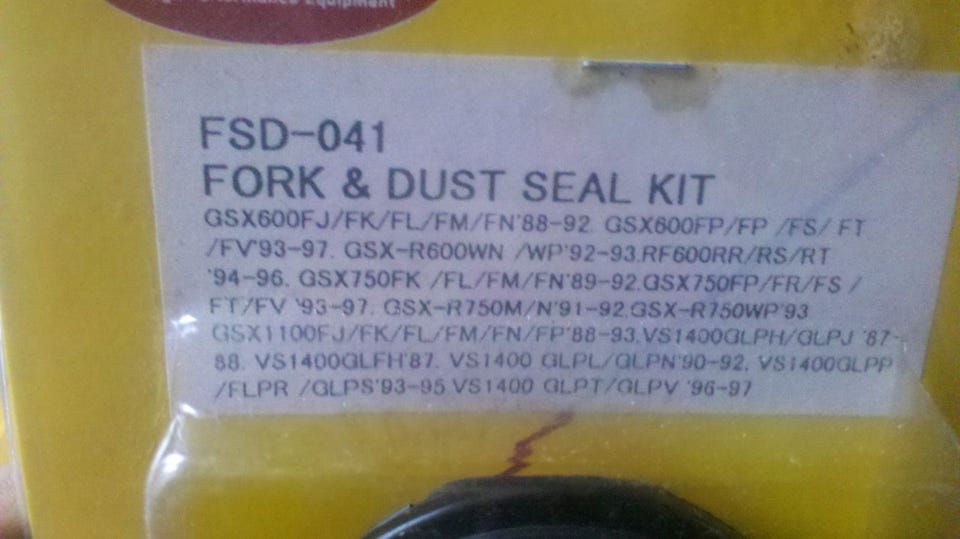 Equipment
FSD-041
FORK & DUST SEAL KIT
GSX600FJ/FK/FL/FM/FN'88-92. GSX600FP/FP /FS/ FT
/FV'93-97. GSX-R600WN /WP'92-93.RF600RR/RS/RT
'94-96. GSX750FK /FL/FM/FN'89-92.GSX750FP/FR/FS /
FT/FV '93-97. GSX-R750M/N'91-92.GSX-R750WP'93
GSX1100FJ/FK/FL/FM/FN/FP'88-93.VS1400GLPH/GLPJ '87-
88. VS1400GLFH'87. VS1400 GLPL/GLPN'90-92. VS1400GLPP
/FLPR /GLPS'93-95 VS1400 GLPT/GLPV '96-97